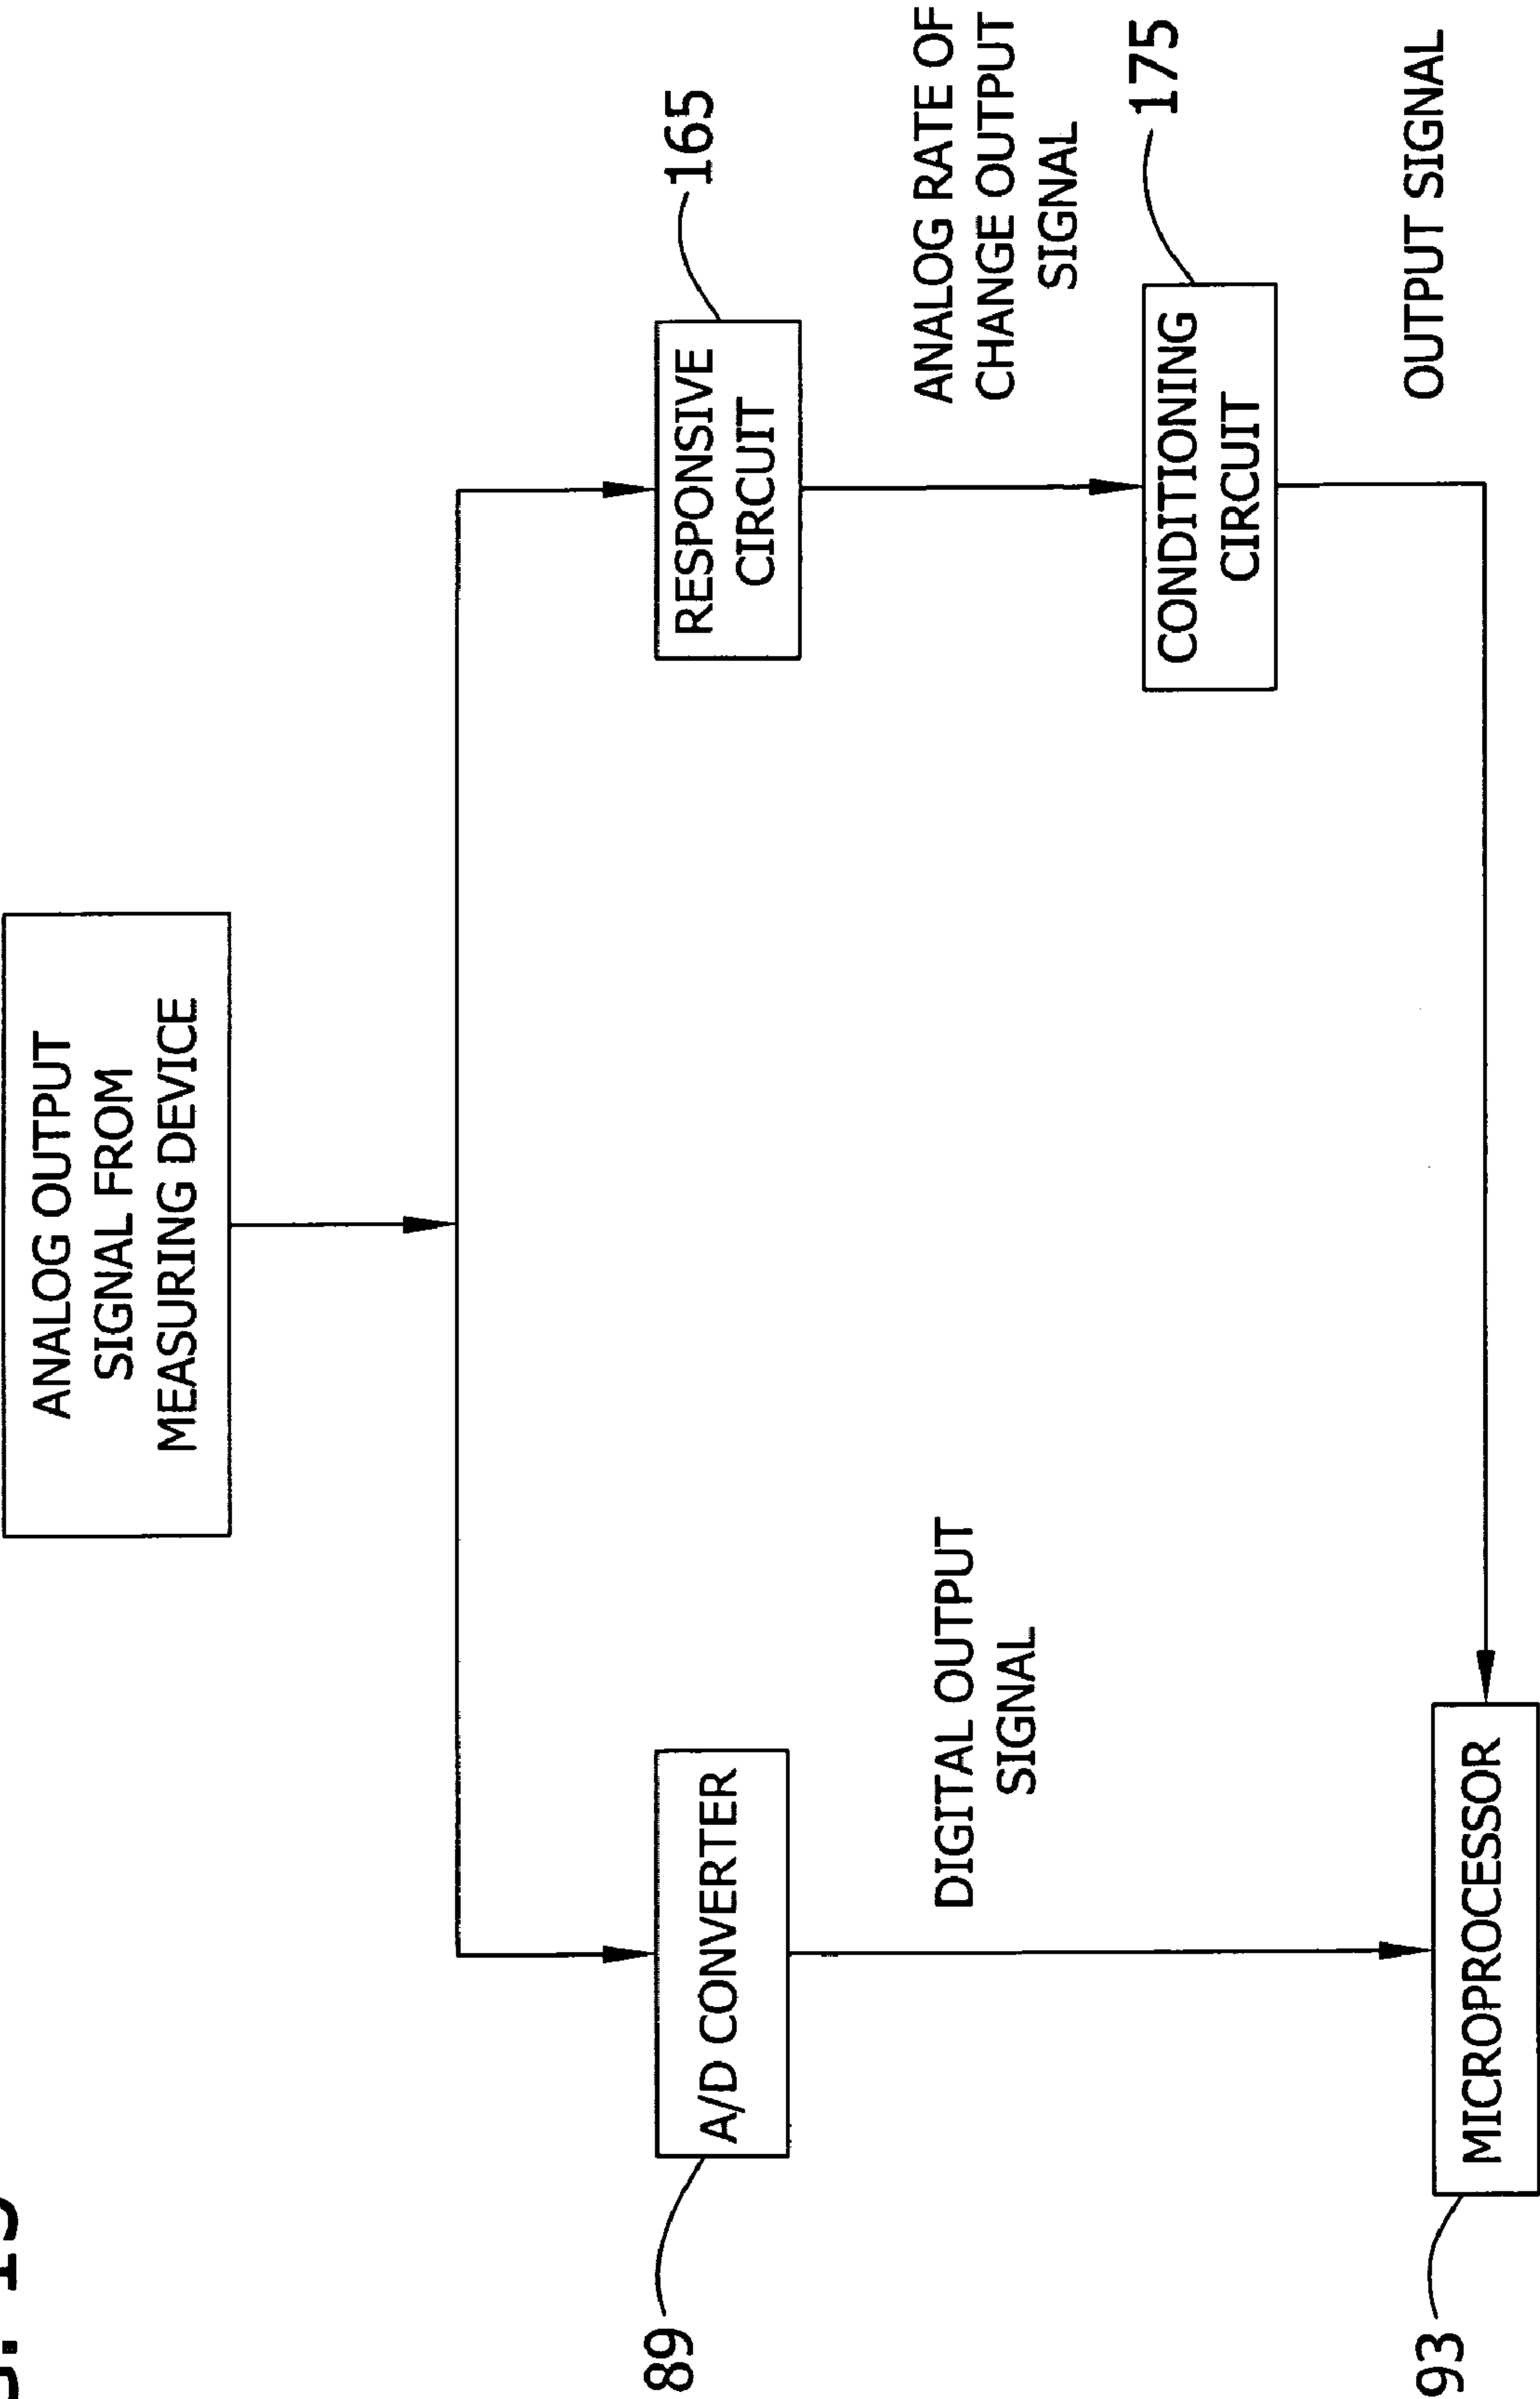 ANALOG OUTPUT
SIGNAL FROM
MEASURING DEVICE
89
A/D CONVERTER
RESPONSIVE
CIRCUIT
165
DIGITAL OUTPUT
SIGNAL
ANALOG RATE OF
CHANGE OUTPUT
SIGNAL
CONDITIONING
CIRCUIT
175
OUTPUT SIGNAL
93
MICROPROCESSOR